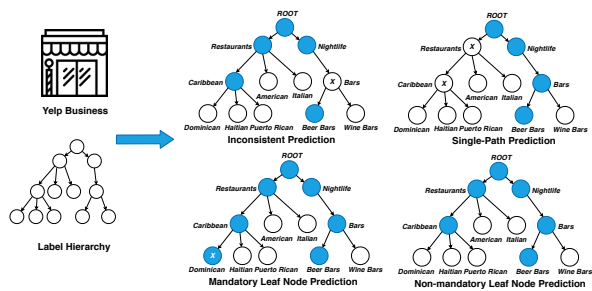 Yelp Business
Label Hierarchy
ROOT
Restaurants
Nightlife
Caribbean
American
Italian
X
Bars
Dominican
Haitian
Puerto Rican
Beer Bars
Wine Bars
Inconsistent Prediction
ROOT
Restaurants
X
Nightlife
Caribbean
X
American
Italian
Bars
Dominican
Haitian
Puerto Rican
Beer Bars
Wine Bars
Single-Path Prediction
ROOT
Restaurants
Nightlife
Caribbean
American
Italian
Bars
X
Dominican
Haitian
Puerto Rican
Beer Bars
Wine Bars
Mandatory Leaf Node Prediction
ROOT
Restaurants
Nightlife
Caribbean
American
Italian
Bars
Dominican
Haitian
Puerto Rican
Beer Bars
Wine Bars
Non-mandatory Leaf Node Prediction